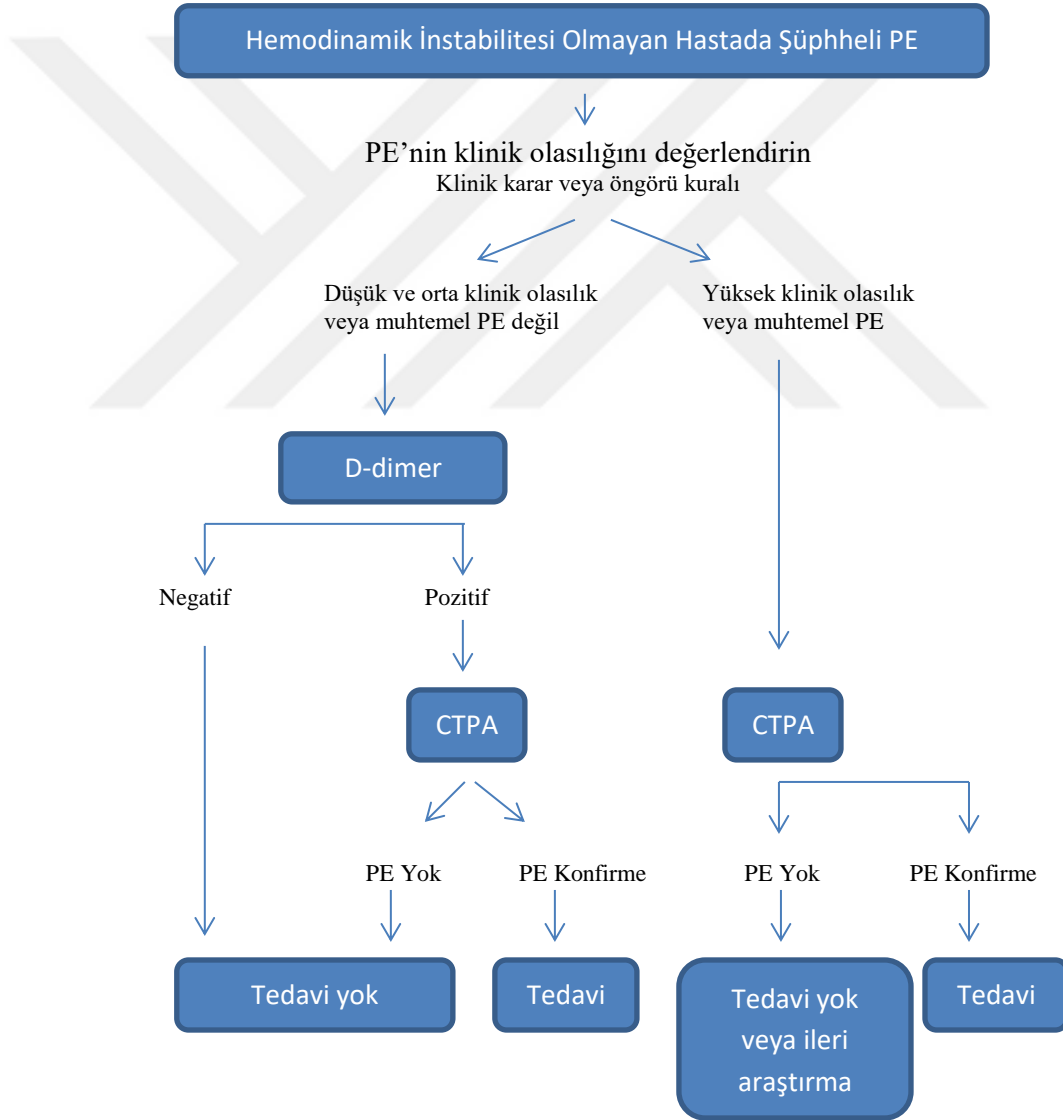 Hemodinamik İnstabilitesi Olmayan Hastada Şüphheli PE
PE’nin klinik olasılığını değerlendirin
Klinik karar veya öngörü kuralı
Düşük ve orta klinik olasılık
veya muhtemel PE değil
Yüksek klinik olasılık
veya muhtemel PE
D-dimer
Negatif
Pozitif
CTPA
CTPA
PE Yok
PE Konfirme
PE Yok
PE Konfirme
Tedavi yok
Tedavi
Tedavi yok
veya ileri
araştırma
Tedavi